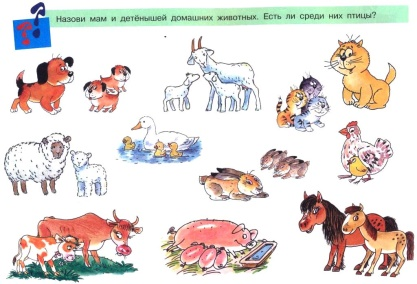 Назови мам и детёнышей домашних животных. Есть ли среди них птицы?